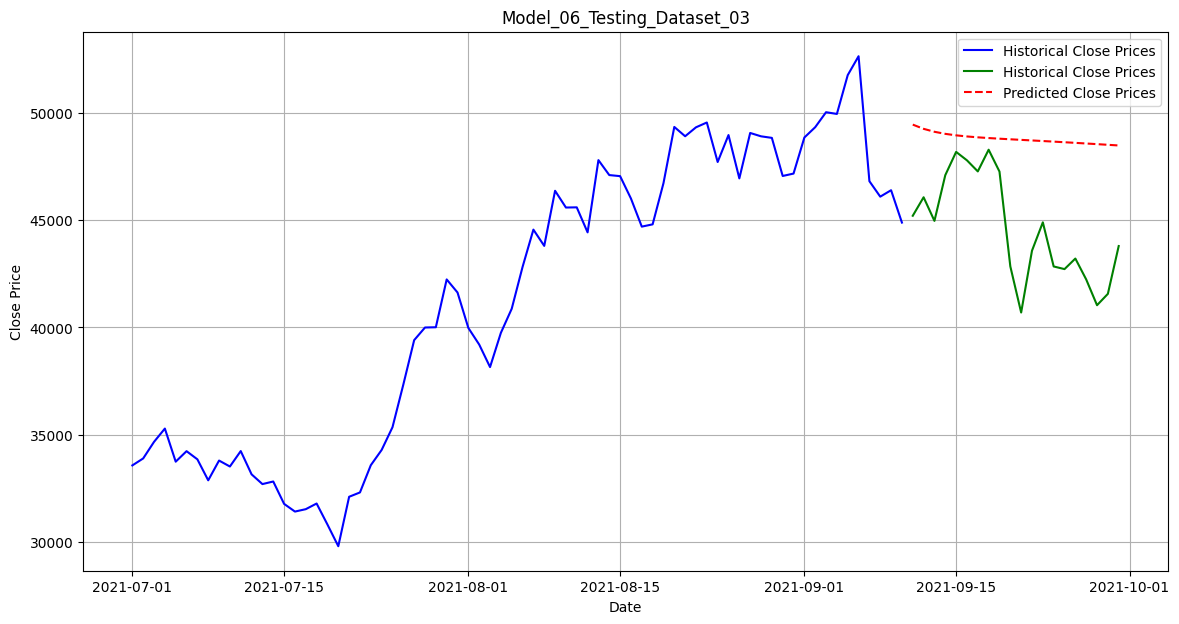 Model_06_Testing_Dataset_03
Historical Close Prices
Historical Close Prices
Predicted Close Prices
Close Price
50000
45000
40000
35000
30000
2021-07-01
2021-07-15
2021-08-01
2021-08-15
2021-09-01
2021-09-15
2021-10-01
Date